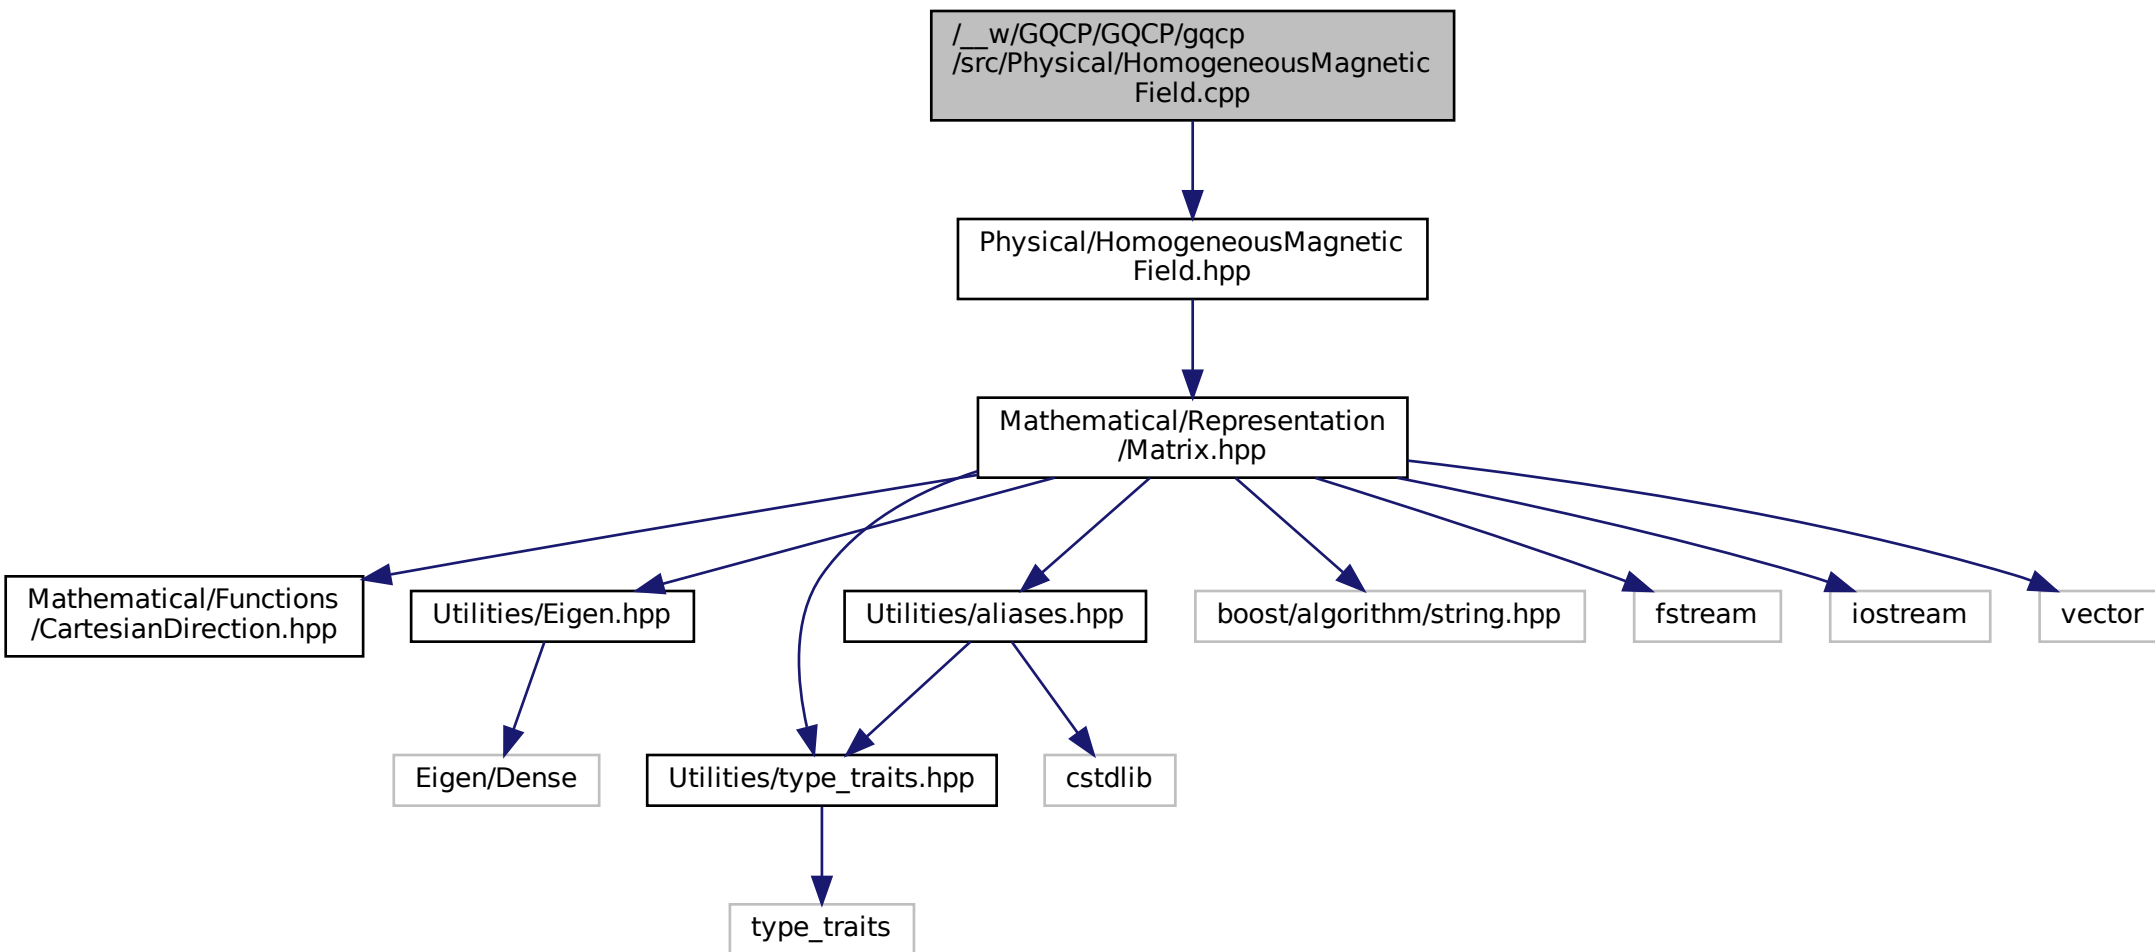 /__w/GQCP/GQCP/gqcp
/src/Physical/HomogeneousMagnetic
Field.cpp
Physical/HomogeneousMagnetic
Field.hpp
Mathematical/Representation
/Matrix.hpp
Mathematical/Functions
/CartesianDirection.hpp
Utilities/Eigen.hpp
Utilities/aliases.hpp
boost/algorithm/string.hpp
fstream
iostream
vector
Eigen/Dense
Utilities/type_traits.hpp
cstdlib
type_traits